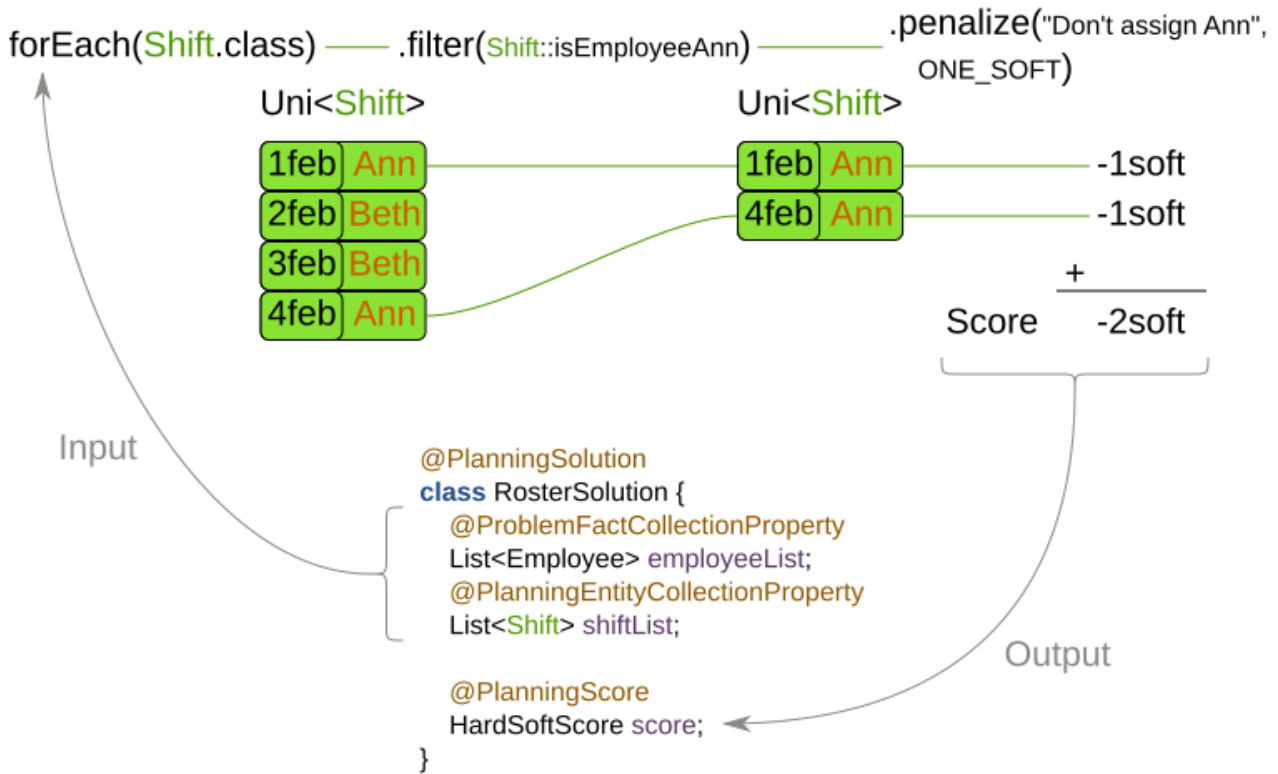 forEach(Shift.class) .filter(Shift::isEmployeeAnn) .penalize("Don't assign Ann",
ONE_SOFT)
Uni<Shift> Uni<Shift>
1feb Ann 1feb Ann -1soft
2feb Beth 4feb Ann -1soft
3feb Beth +
4feb Ann Score -2soft
Input
@PlanningSolution
class RosterSolution {
@ProblemFactCollectionProperty
List<Employee> employeeList;
@PlanningEntityCollectionProperty
List<Shift> shiftList;
Output
@PlanningScore
HardSoftScore score;
}